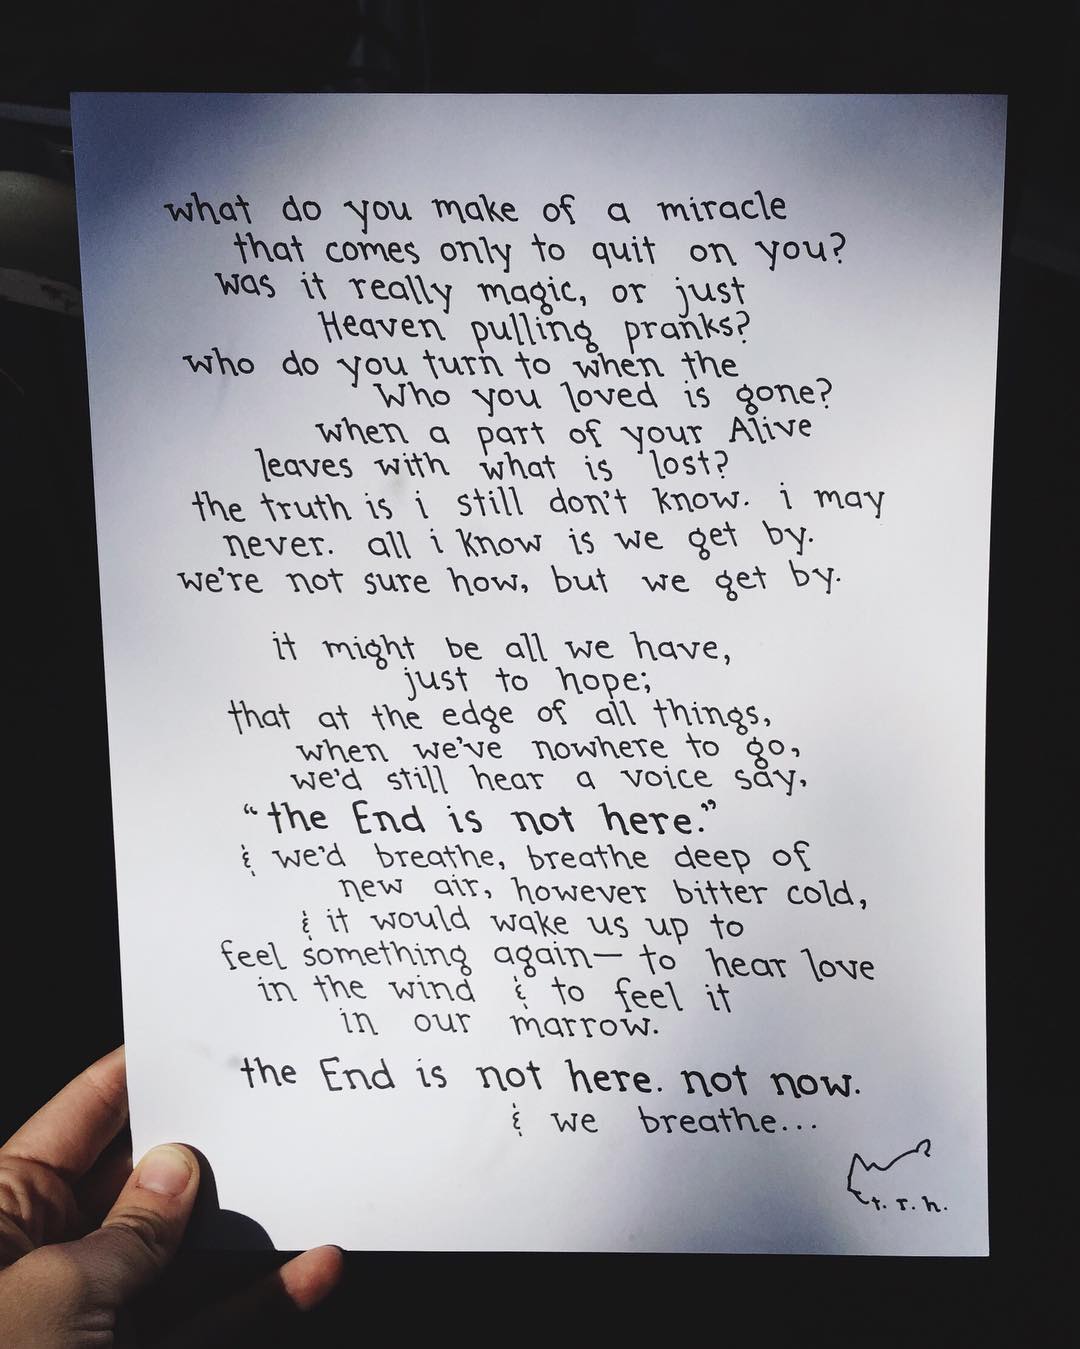 what do you make of a miracle
that comes only to quit on you?
was it really magic, or just
Heaven pulling pranks?
who do you turn to when the
Who you loved is gone?
when a part of your Alive
leaves with what is lost?
the truth is i still don't know. i may
never. all i know is we get by.
we're not sure how, but we get by.
it might be all we have,
just to hope;
that at the edge of all things,
when we've nowhere to go,
we'd still hear a voice say,
"the End is not here."
& we'd breathe, breathe deep of
new air, however bitter cold,
& it would wake us up to
feel something again— to hear love
in the wind & to feel it
in our marrow.
the End is not here. not now.
& we breathe...
t. r. h.